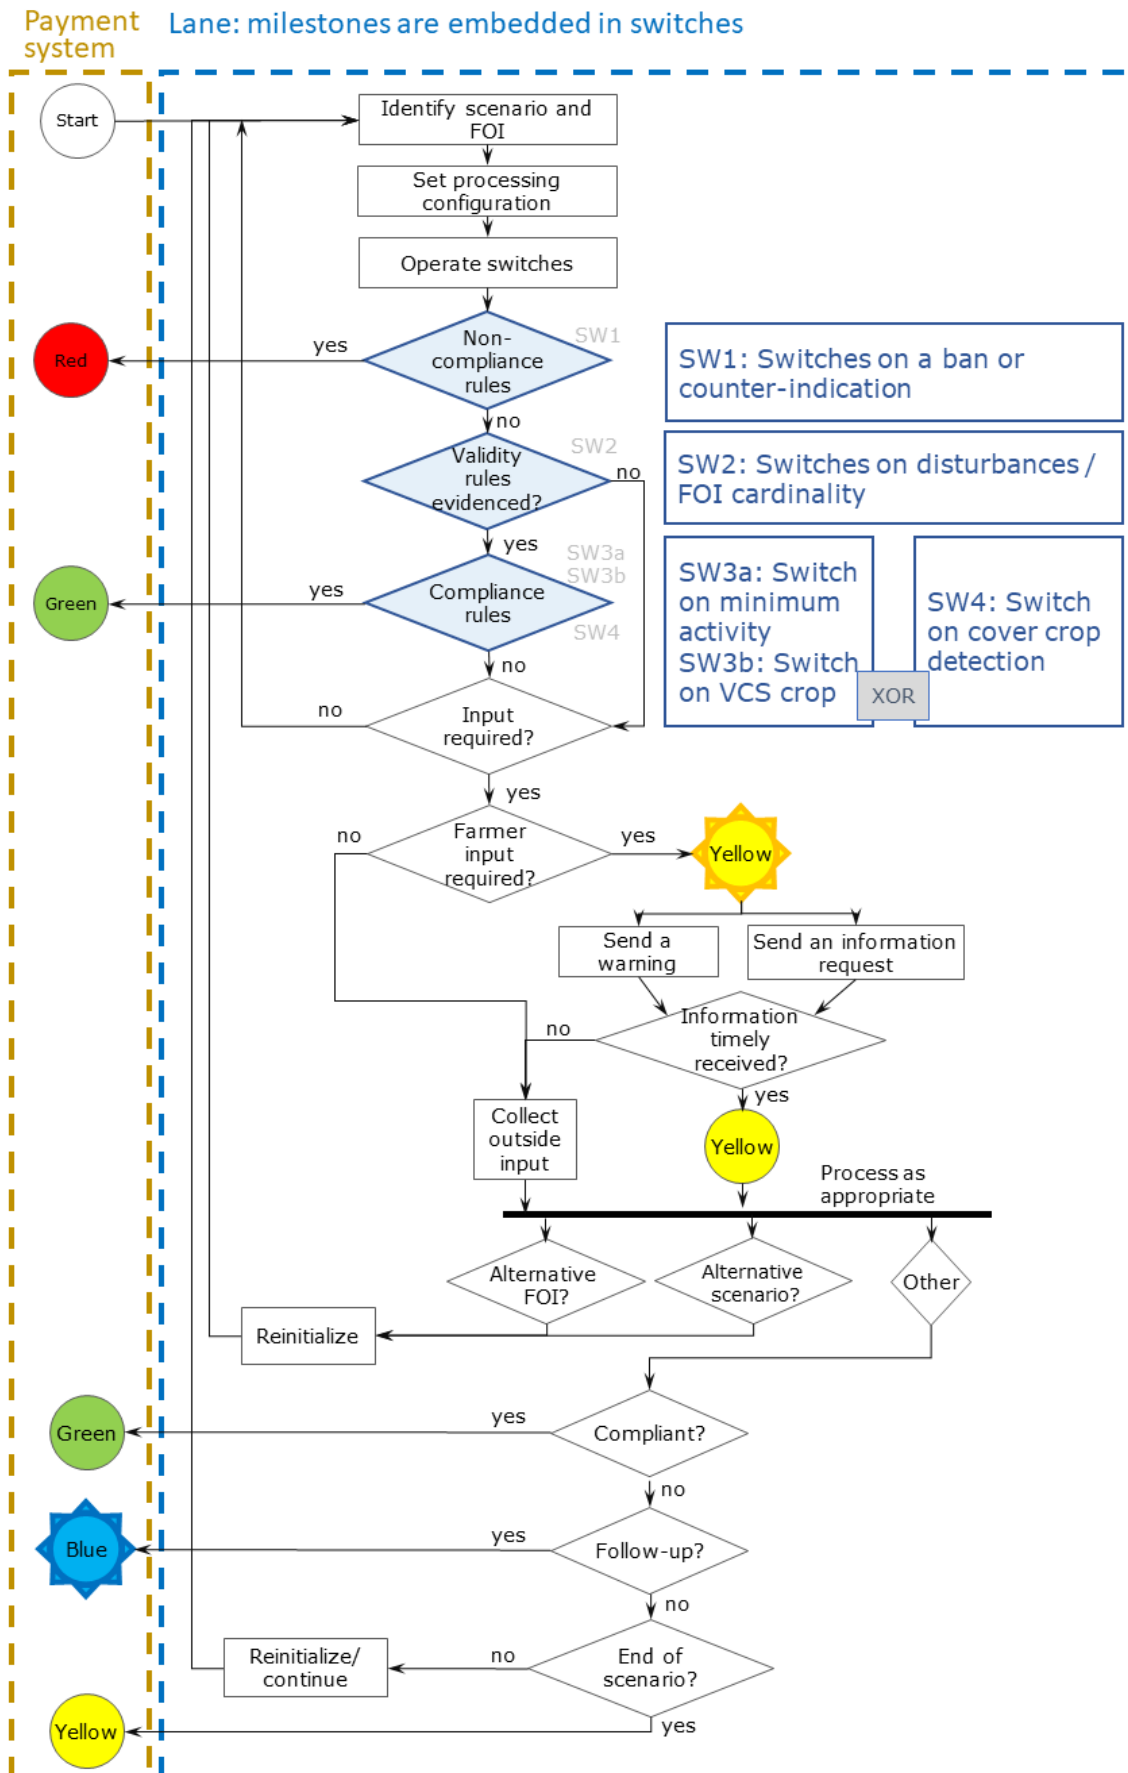 Payment
system
Lane: milestones are embedded in switches
Start
Identify scenario and
FOI
Set processing
configuration
Operate switches
Red
yes
Non-
compliance
rules
SW1
no
SW1: Switches on a ban or
counter-indication
Validity
rules
evidenced?
SW2
no
yes
SW2: Switches on disturbances /
FOI cardinality
Green
yes
Compliance
rules
SW3a
SW3b
SW4
no
SW3a: Switch
on minimum
activity
SW3b: Switch
on VCS crop
XOR
SW4: Switch
on cover crop
detection
no
Input
required?
yes
no
Farmer
input
required?
yes
Yellow
Send a
warning
Send an information
request
no
Information
timely
received?
yes
Collect
outside
input
Yellow
Process as
appropriate
Alternative
FOI?
Alternative
scenario?
Other
Reinitialize
Green
yes
Compliant?
no
Blue
yes
Follow-up?
no
Reinitialize/
continue
no
End of
scenario?
yes
Yellow